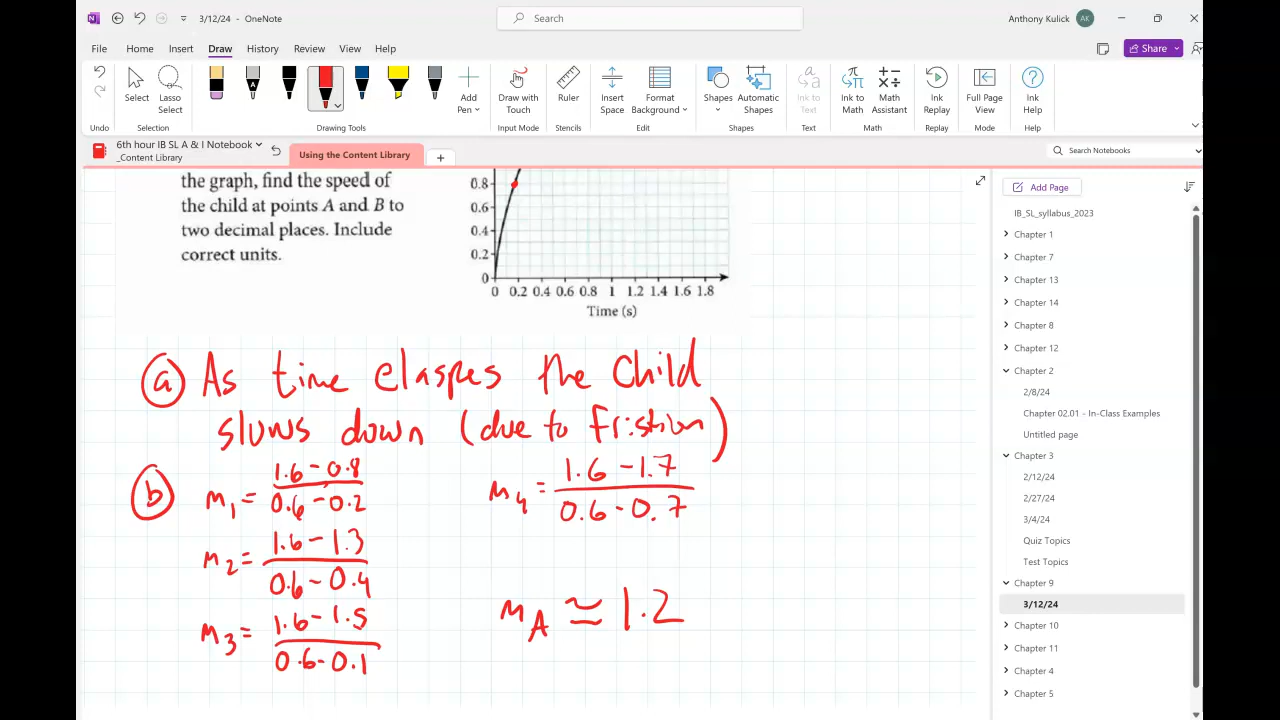 3/12/24 - OneNote
Search
Anthony Kulick
AK
File Home Insert Draw History Review View Help
Share
Undo
Select
Lasso Select
Selection
Drawing Tools
Add Pen
Draw with Touch
Input Mode
Ruler
Stencils
Insert Space
Format Background
Edit
Shapes
Automatic Shapes
Shapes
Ink to Text
Text
Ink to Math
Math Assistant
Math
Ink Replay
Replay
Full Page View
Mode
Ink Help
Help
6th hour IB SL A & I Notebook
_Content Library
Using the Content Library
+
Search Notebooks
the graph, find the speed of
the child at points A and B to
two decimal places. Include
correct units.
0.8
0.6
0.4
0.2
0
0 0.2 0.4 0.6 0.8 1 1.2 1.4 1.6 1.8
Time (s)
a As time elaspes the Child
slows down (due to Fristion)
b m1 = 1.6 - 0.8
0.6 - 0.2
m2 = 1.6 - 1.3
0.6 - 0.4
m3 = 1.6 - 1.5
0.6 - 0.1
m4 = 1.6 - 1.7
0.6 - 0.7
mA ≃ 1.2
Add Page
IB_SL_syllabus_2023
Chapter 1
Chapter 7
Chapter 13
Chapter 14
Chapter 8
Chapter 12
Chapter 2
2/8/24
Chapter 02.01 - In-Class Examples
Untitled page
Chapter 3
2/12/24
2/27/24
3/4/24
Quiz Topics
Test Topics
Chapter 9
3/12/24
Chapter 10
Chapter 11
Chapter 4
Chapter 5